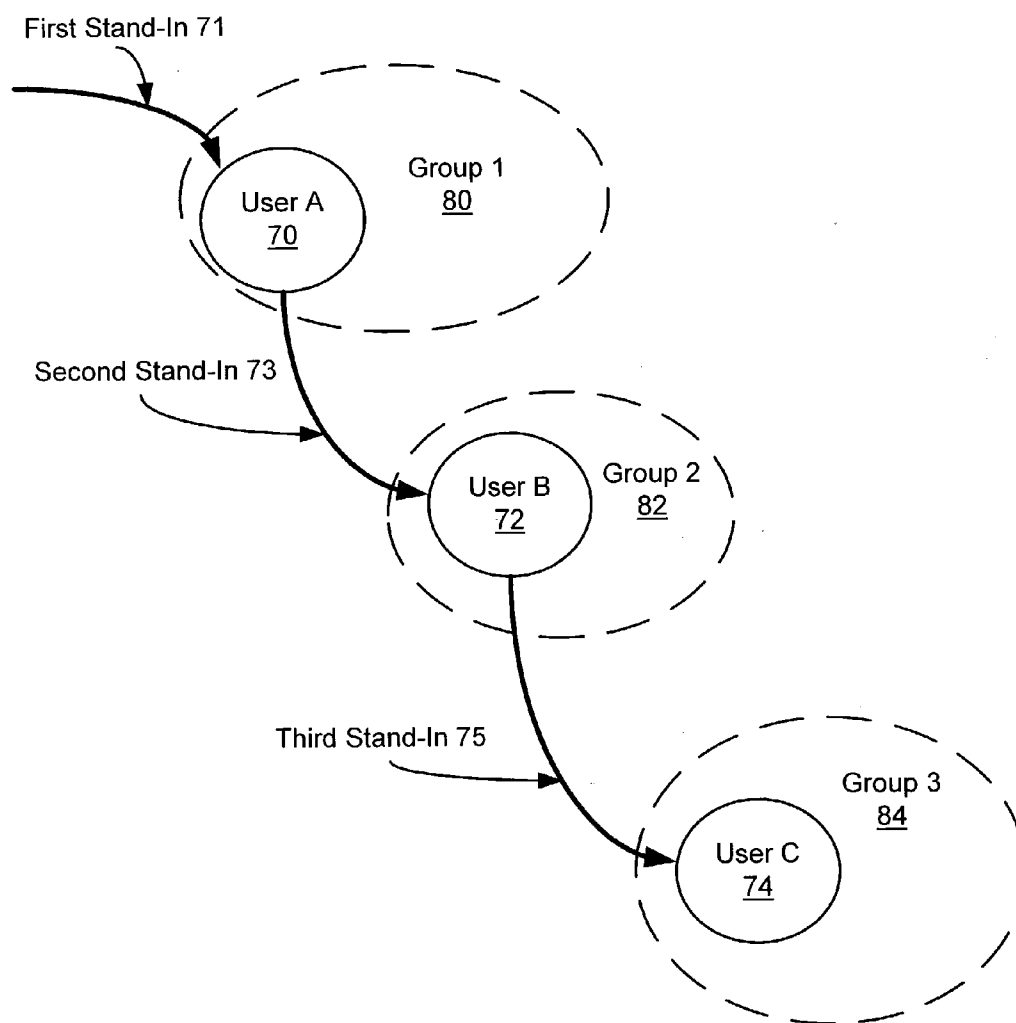 First Stand-In 71
Group 1
80
User A
70
Second Stand-In 73
Group 2
82
User B
72
Third Stand-In 75
Group 3
84
User C
74